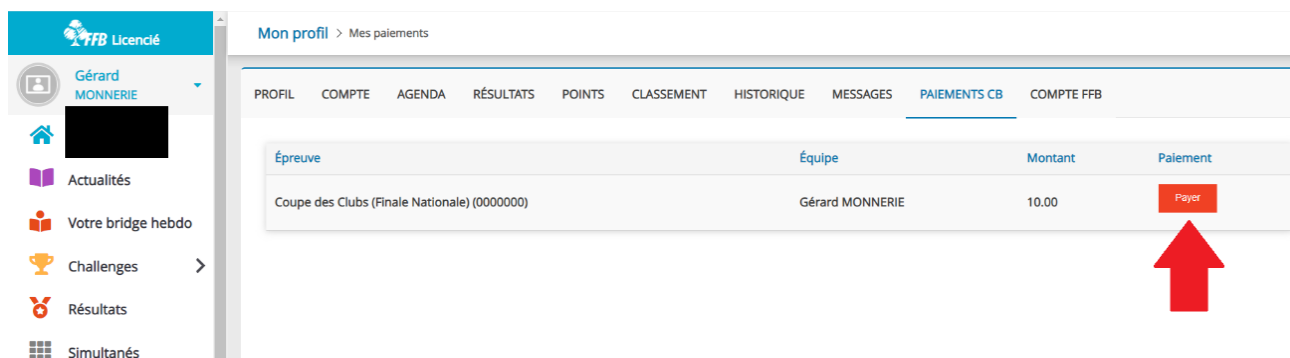 FFB Licencié
Gérard
MONNERIE
Actualités
Votre bridge hebdo
Challenges
Résultats
Simultanés
Mon profil > Mes paiements
PROFIL COMPTE AGENDA RÉSULTATS POINTS CLASSEMENT HISTORIQUE MESSAGES PAIEMENTS CB COMPTE FFB
Épreuve Équipe Montant Paiement
Coupe des Clubs (Finale Nationale) (0000000) Gérard MONNERIE 10.00 Payer